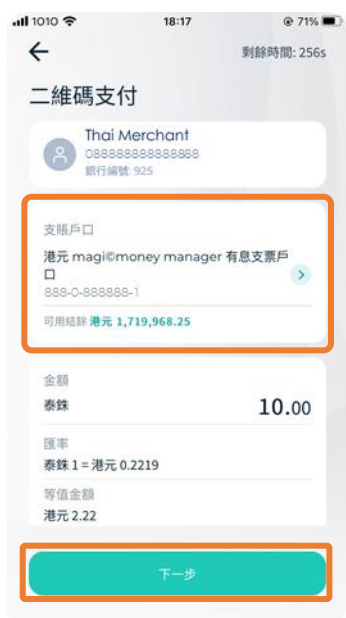 1010 18:17 71%
剩餘時間: 256s
二維碼支付
Thai Merchant
088888888888888
銀行編號: 925
支賬戶口
港元 magi©money manager 有息支票戶
口
888-0-888888-1
可用結餘 港元 1,719,968.25
金額
泰銖 10.00
匯率
泰銖 1 = 港元 0.2219
等值金額
港元 2.22
下一步